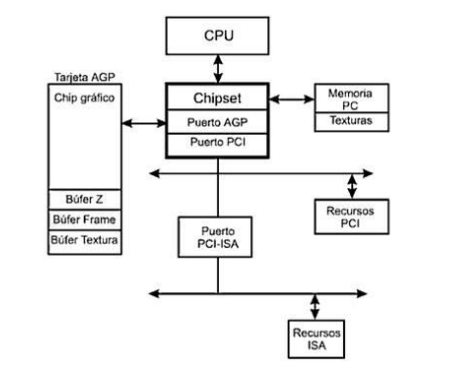 CPU
Tarjeta AGP
Chip gráfico
Búfer Z
Búfer Frame
Búfer Textura
Chipset
Puerto AGP
Puerto PCI
Memoria
PC
Texturas
Recursos
PCI
Puerto
PCI-ISA
Recursos
ISA